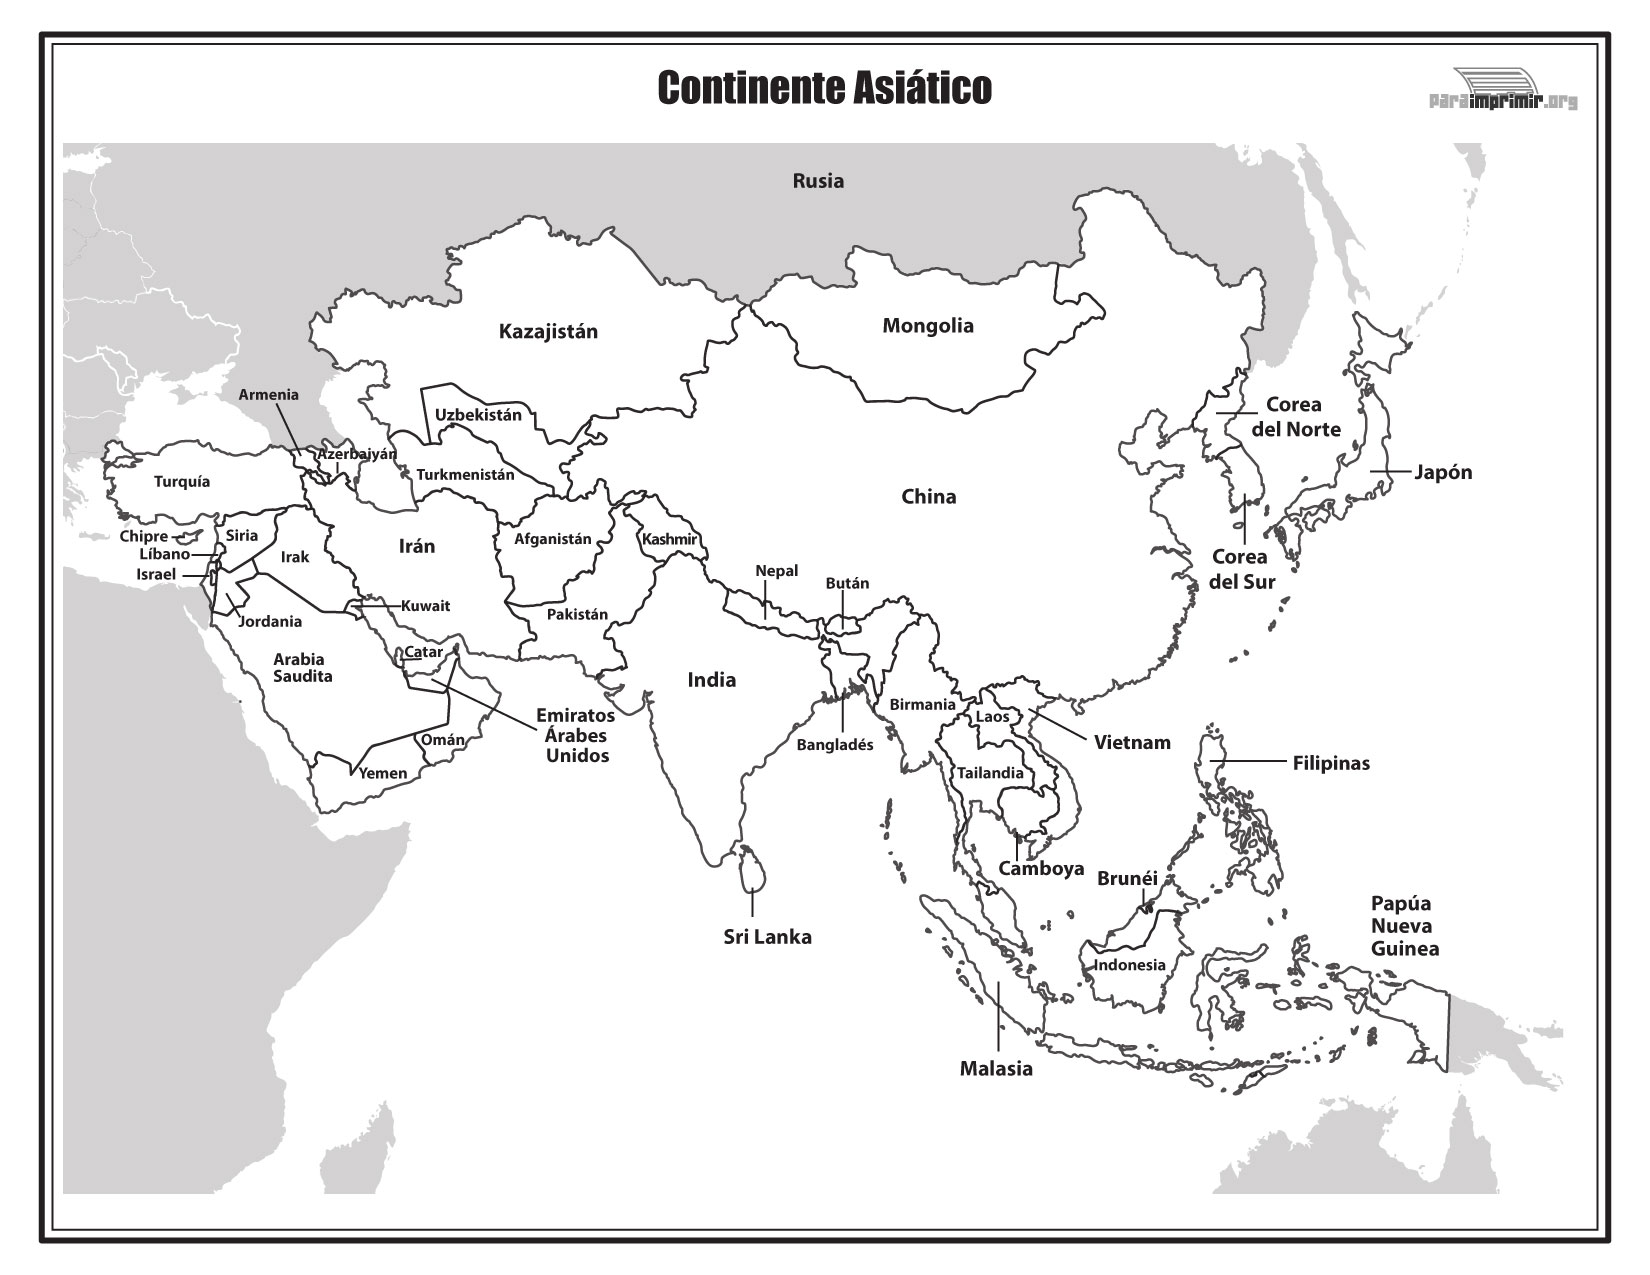 Continente Asiático
paraimprimir.org
Rusia
Kazajistán
Mongolia
Armenia
Uzbekistán
Corea
del Norte
Azerbaiyán
Turquía
Turkmenistán
Japón
China
Chipre
Siria
Líbano
Irak
Irán
Afganistán
Kashmir
Israel
Corea
del Sur
Nepal
Bután
Kuwait
Jordania
Pakistán
Catar
Arabia
Saudita
India
Emiratos
Árabes
Unidos
Birmania
Laos
Omán
Bangladés
Vietnam
Yemen
Tailandia
Filipinas
Camboya
Brunéi
Sri Lanka
Papúa
Nueva
Guinea
Indonesia
Malasia